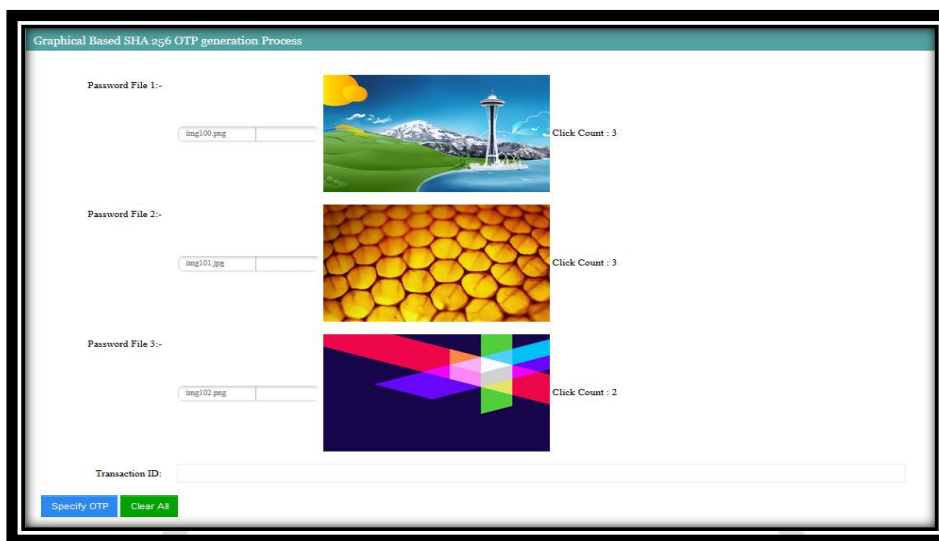 Graphical Based SHA 256 OTP generation Process
Password File 1:-
img100.png
Click Count : 3
Password File 2:-
img101.jpg
Click Count : 3
Password File 3:-
img102.png
Click Count : 2
Transaction ID:
Specify OTP Clear All